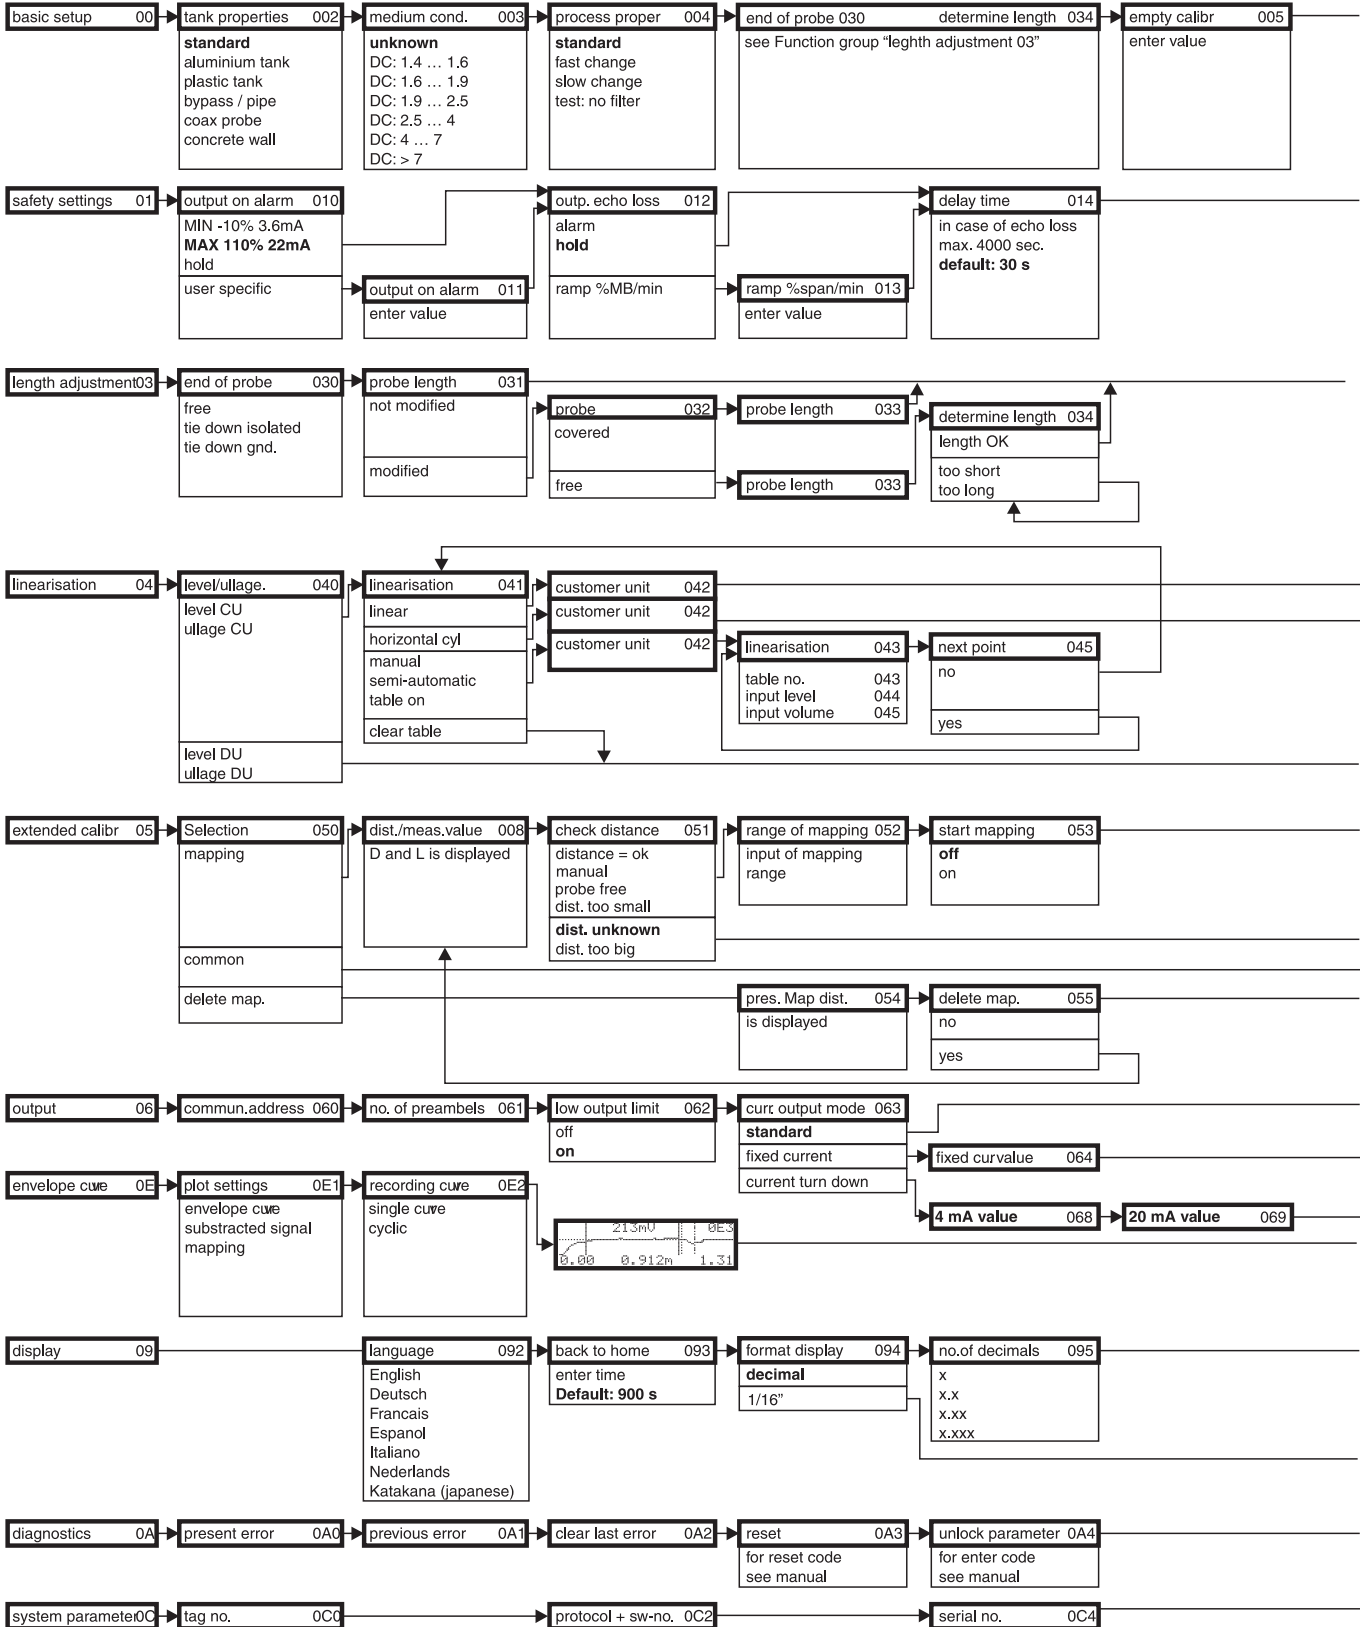 basic setup 00
tank properties 002
standard
aluminium tank
plastic tank
bypass / pipe
coax probe
concrete wall
medium cond. 003
unknown
DC: 1.4 ... 1.6
DC: 1.6 ... 1.9
DC: 1.9 ... 2.5
DC: 2.5 ... 4
DC: 4 ... 7
DC: > 7
process proper 004
standard
fast change
slow change
test: no filter
end of probe 030 determine length 034
see Function group “leghth adjustment 03”
empty calibr 005
enter value
safety settings 01
output on alarm 010
MIN -10% 3.6mA
MAX 110% 22mA
hold
user specific
output on alarm 011
enter value
outp. echo loss 012
alarm
hold
ramp %MB/min
ramp %span/min 013
enter value
delay time 014
in case of echo loss
max. 4000 sec.
default: 30 s
length adjustment03
end of probe 030
free
tie down isolated
tie down gnd.
probe length 031
not modified
modified
probe 032
covered
free
probe length 033
probe length 033
determine length 034
length OK
too short
too long
linearisation 04
level/ullage. 040
level CU
ullage CU
level DU
ullage DU
linearisation 041
linear
horizontal cyl
manual
semi-automatic
table on
clear table
customer unit 042
customer unit 042
customer unit 042
linearisation 043
table no. 043
input level 044
input volume 045
next point 045
no
yes
extended calibr 05
Selection 050
mapping
common
delete map.
dist./meas.value 008
D and L is displayed
check distance 051
distance = ok
manual
probe free
dist. too small
dist. unknown
dist. too big
range of mapping 052
input of mapping
range
start mapping 053
off
on
pres. Map dist. 054
is displayed
delete map. 055
no
yes
output 06
commun.address 060
no. of preambels 061
low output limit 062
off
on
curr. output mode 063
standard
fixed current
current turn down
fixed curvalue 064
4 mA value 068
20 mA value 069
envelope curve 0E
plot settings 0E1
envelope curve
substracted signal
mapping
recording curve 0E2
single curve
cyclic
213mV 0E3
0.00 0.912m 1.31
display 09
language 092
English
Deutsch
Francais
Espanol
Italiano
Nederlands
Katakana (japanese)
back to home 093
enter time
Default: 900 s
format display 094
decimal
1/16”
no.of decimals 095
x
x.x
x.xx
x.xxx
diagnostics 0A
present error 0A0
previous error 0A1
clear last error 0A2
reset 0A3
for reset code
see manual
unlock parameter 0A4
for enter code
see manual
system parameter0C
tag no. 0C0
protocol + sw-no. 0C2
serial no. 0C4